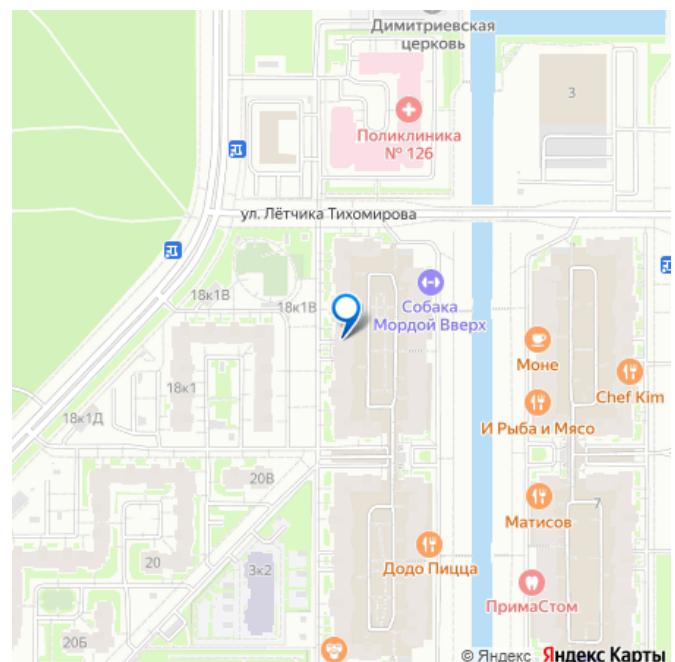 Димитриевская
церковь
3
Поликлиника
№ 126
ул. Лётчика Тихомирова
18к1В
18к1В
Собака
Мордой Вверх
Моне
18к1
Chef Kim
18к1Д
И Рыба и Мясо
20В
7
Матисов
20
3к2
Додо Пицца
ПримаСтом
20Б
© Яндекс Яндекс Карты